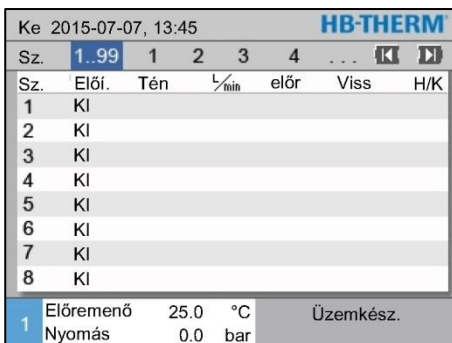 Ke 2015-07-07, 13:45 HB-THERM
Sz. 1..99 1 2 3 4 ...
Sz. Előí. Tén L/min előr Viss H/K
1 KI
2 KI
3 KI
4 KI
5 KI
6 KI
7 KI
8 KI
1 Előremenő 25.0 °C Üzemkész.
Nyomás 0.0 bar